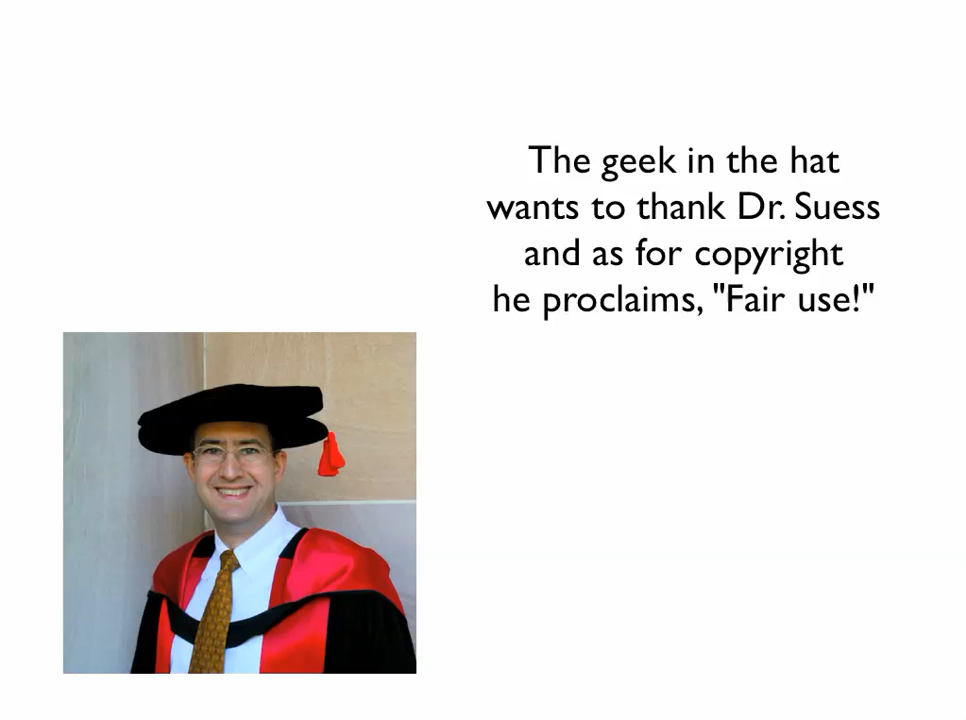 The geek in the hat
wants to thank Dr. Suess
and as for copyright
he proclaims, "Fair use!"